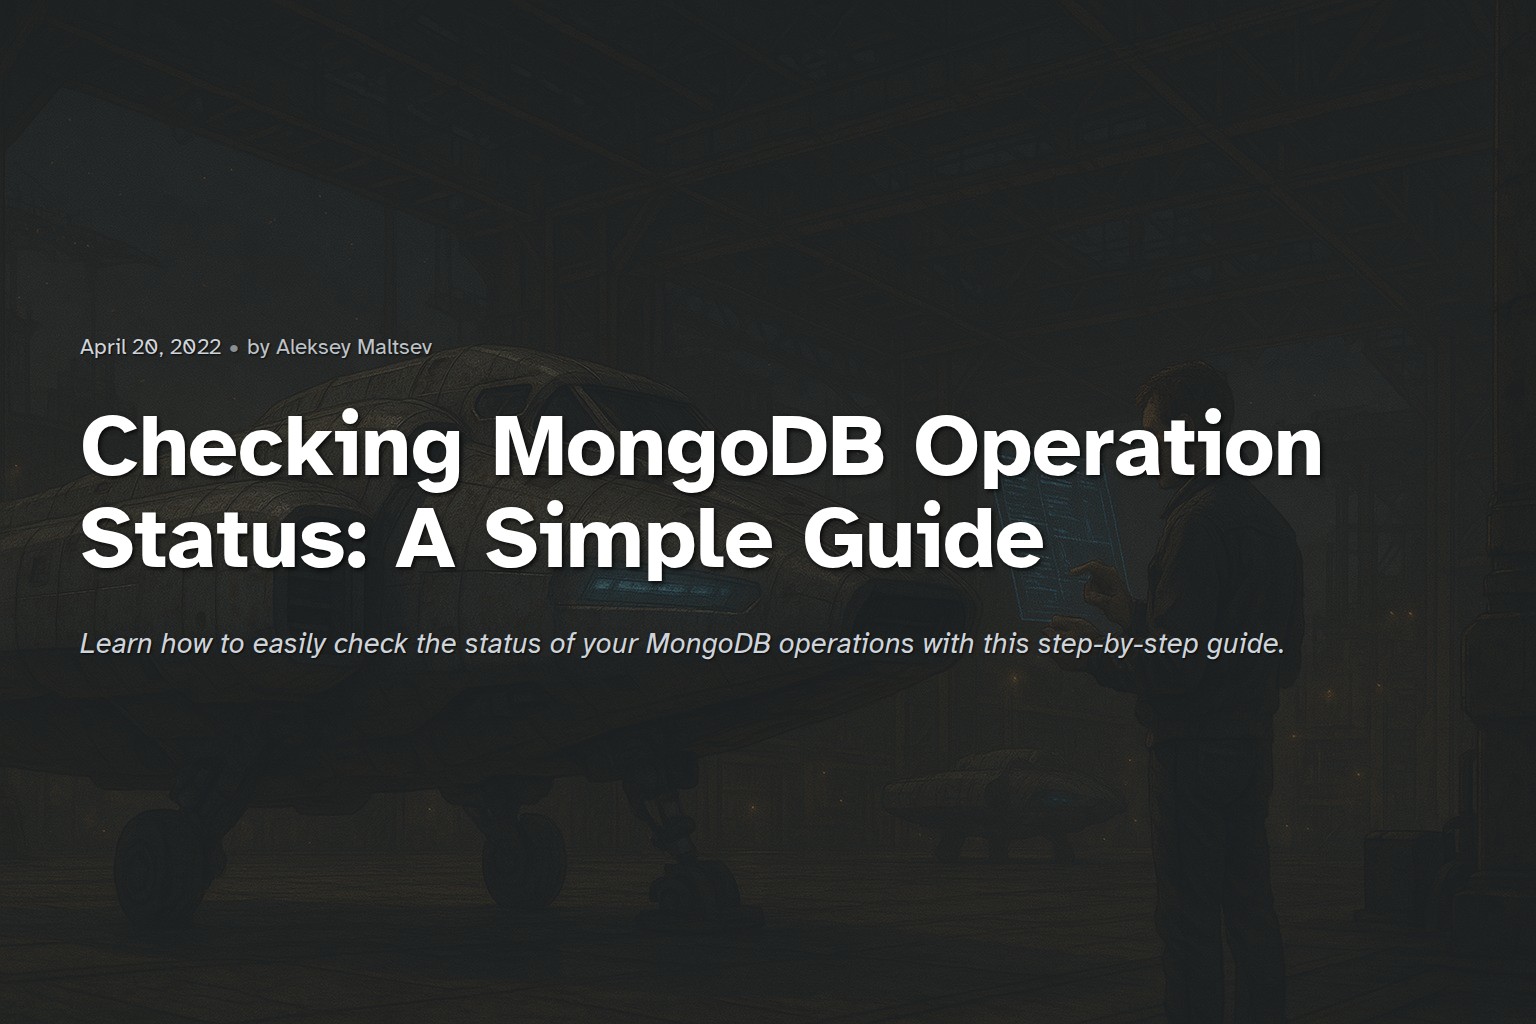 April 20, 2022 • by Aleksey Maltsev
Checking MongoDB Operation
Status: A Simple Guide
Learn how to easily check the status of your MongoDB operations with this step-by-step guide.